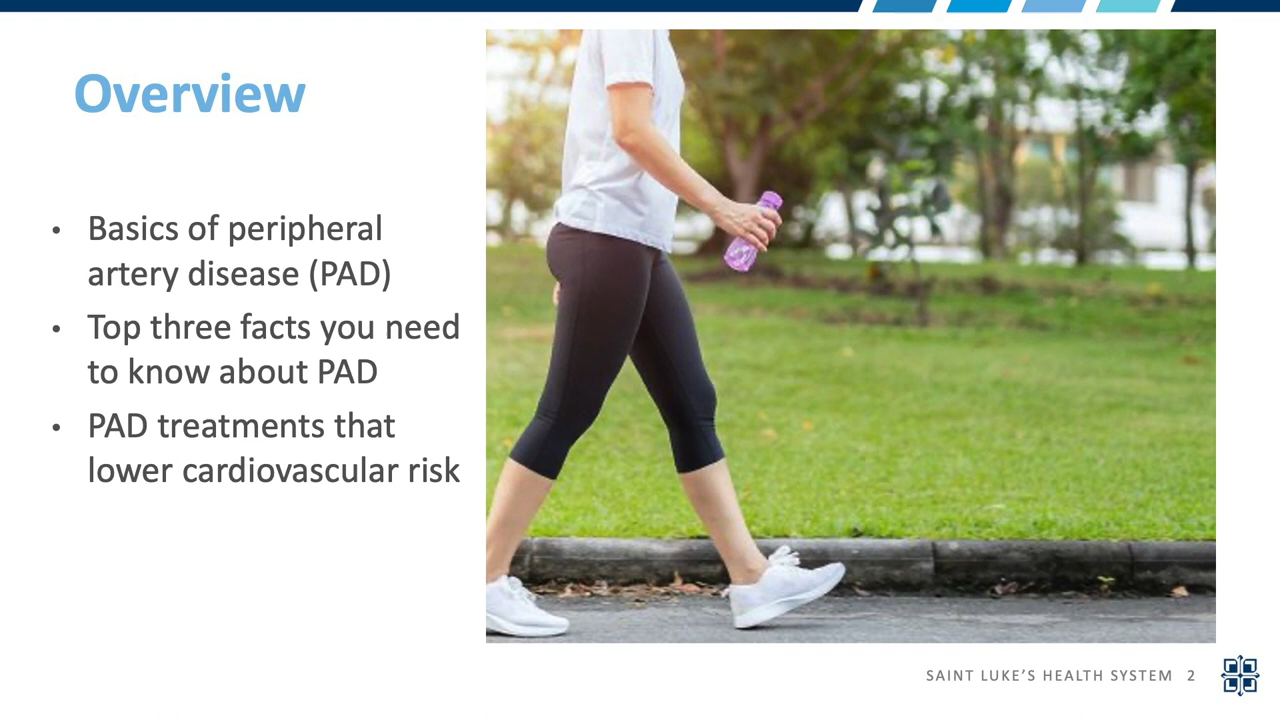 Overview
• Basics of peripheral
artery disease (PAD)
• Top three facts you need
to know about PAD
• PAD treatments that
lower cardiovascular risk
SAINT LUKE’S HEALTH SYSTEM 2